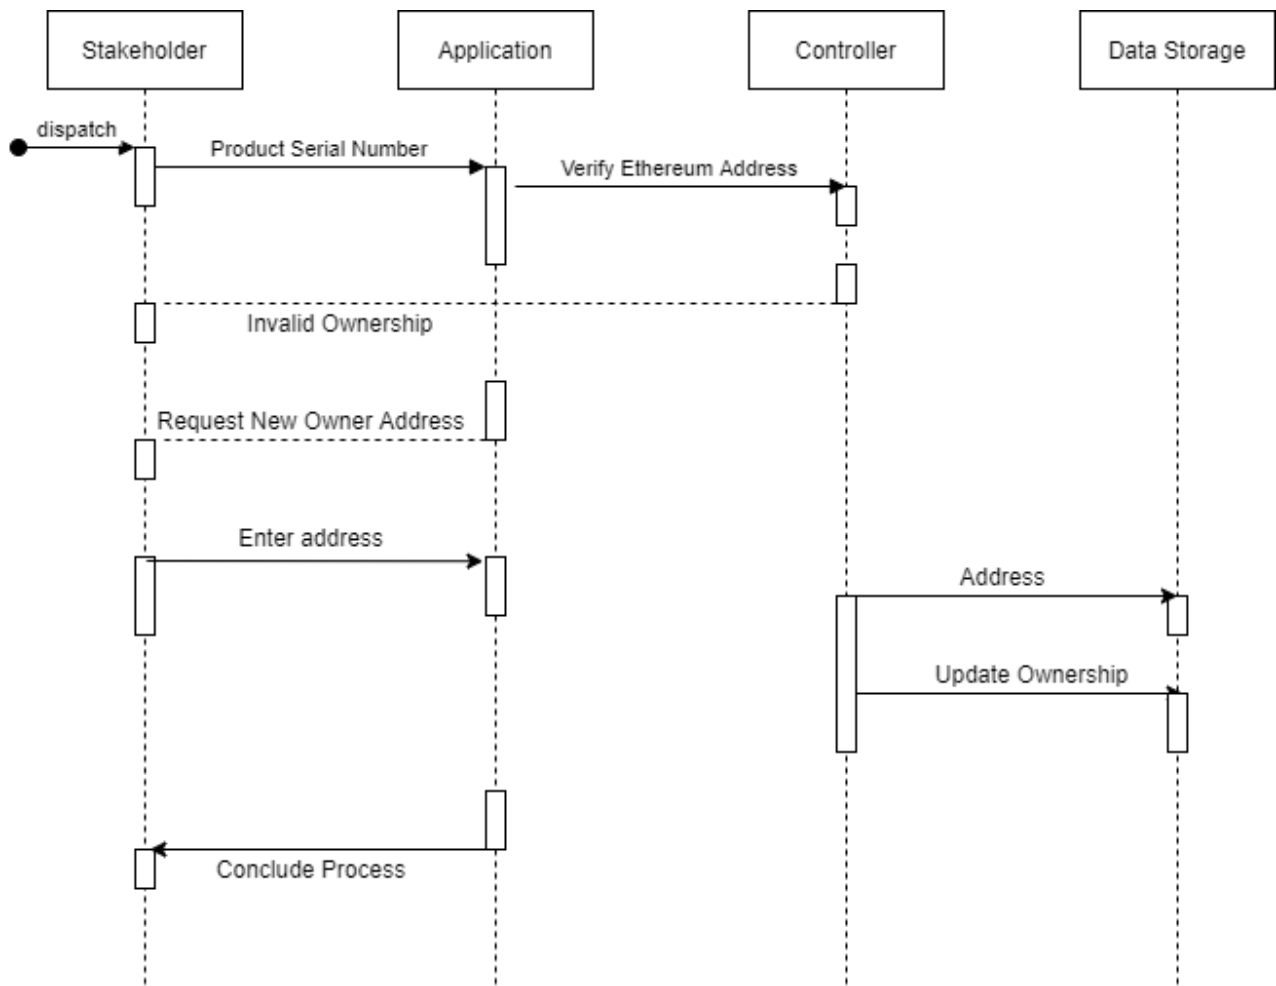 Stakeholder
Application
Controller
Data Storage
dispatch
Product Serial Number
Verify Ethereum Address
Invalid Ownership
Request New Owner Address
Enter address
Address
Update Ownership
Conclude Process